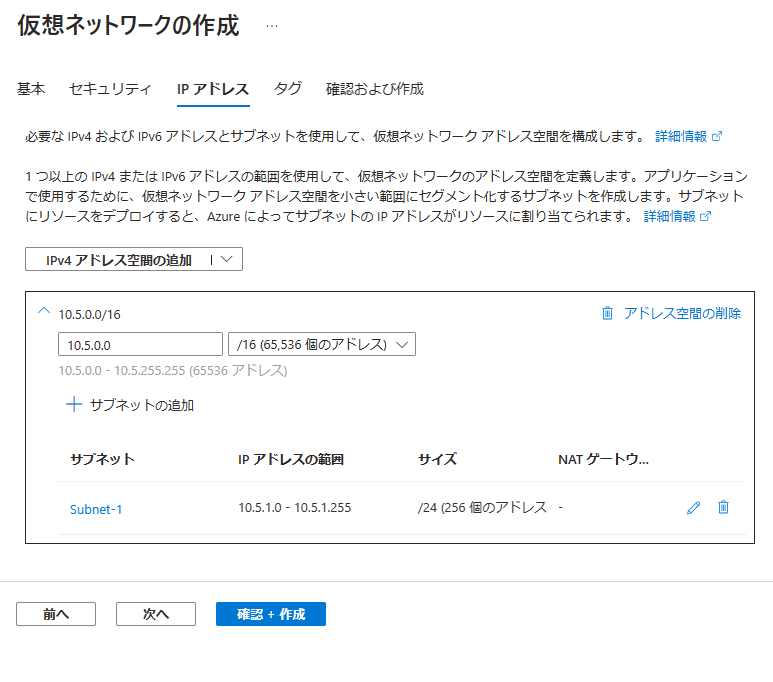 仮想ネットワークの作成 …
基本 セキュリティ IP アドレス タグ 確認および作成
必要な IPv4 および IPv6 アドレスとサブネットを使用して、仮想ネットワーク アドレス空間を構成します。 詳細情報
1 つ以上の IPv4 または IPv6 アドレスの範囲を使用して、仮想ネットワークのアドレス空間を定義します。アプリケーション
で使用するために、仮想ネットワーク アドレス空間を小さい範囲にセグメント化するサブネットを作成します。サブネット
にリソースをデプロイすると、Azure によってサブネットの IP アドレスがリソースに割り当てられます。 詳細情報
IPv4 アドレス空間の追加 |
10.5.0.0/16 アドレス空間の削除
10.5.0.0 /16 (65,536 個のアドレス)
10.5.0.0 - 10.5.255.255 (65536 アドレス)
サブネットの追加
サブネット IP アドレスの範囲 サイズ NAT ゲートウ...
Subnet-1 10.5.1.0 - 10.5.1.255 /24 (256 個のアドレス -
前へ 次へ 確認 + 作成